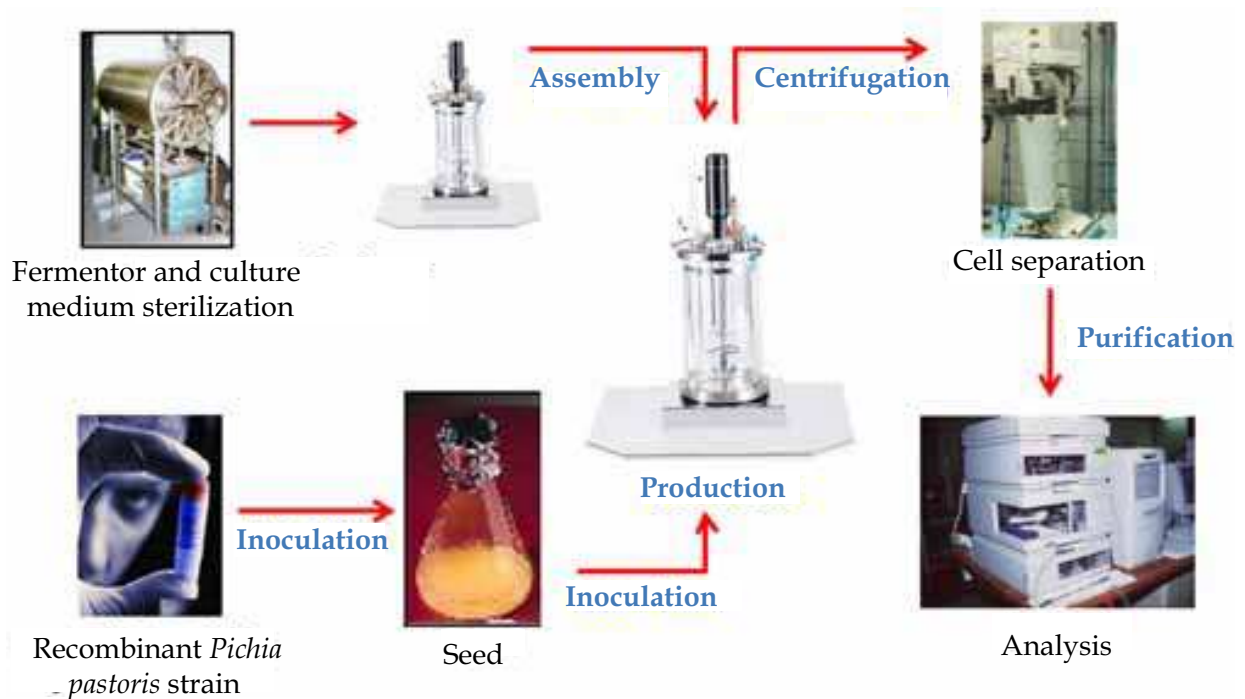 Assembly
Centrifugation
Fermentor and culture
medium sterilization
Cell separation
Purification
Production
Inoculation
Inoculation
Recombinant Pichia
pastoris strain
Seed
Analysis